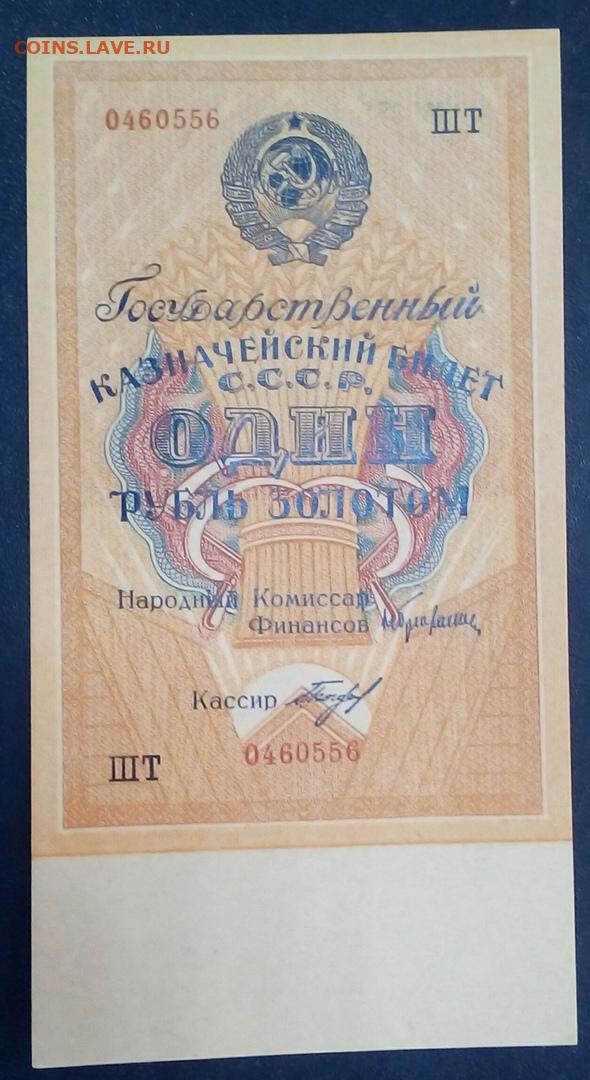 COINS.LAVE.RU
0460556
ШТ
Государственный
КАЗНАЧЕЙСКИЙ БИЛЕТ
С.С.С.Р.
ОДИН
РУБЛЬ ЗОЛОТОМ
Народный Комиссар
Финансов
Кассир
0460556
ШТ